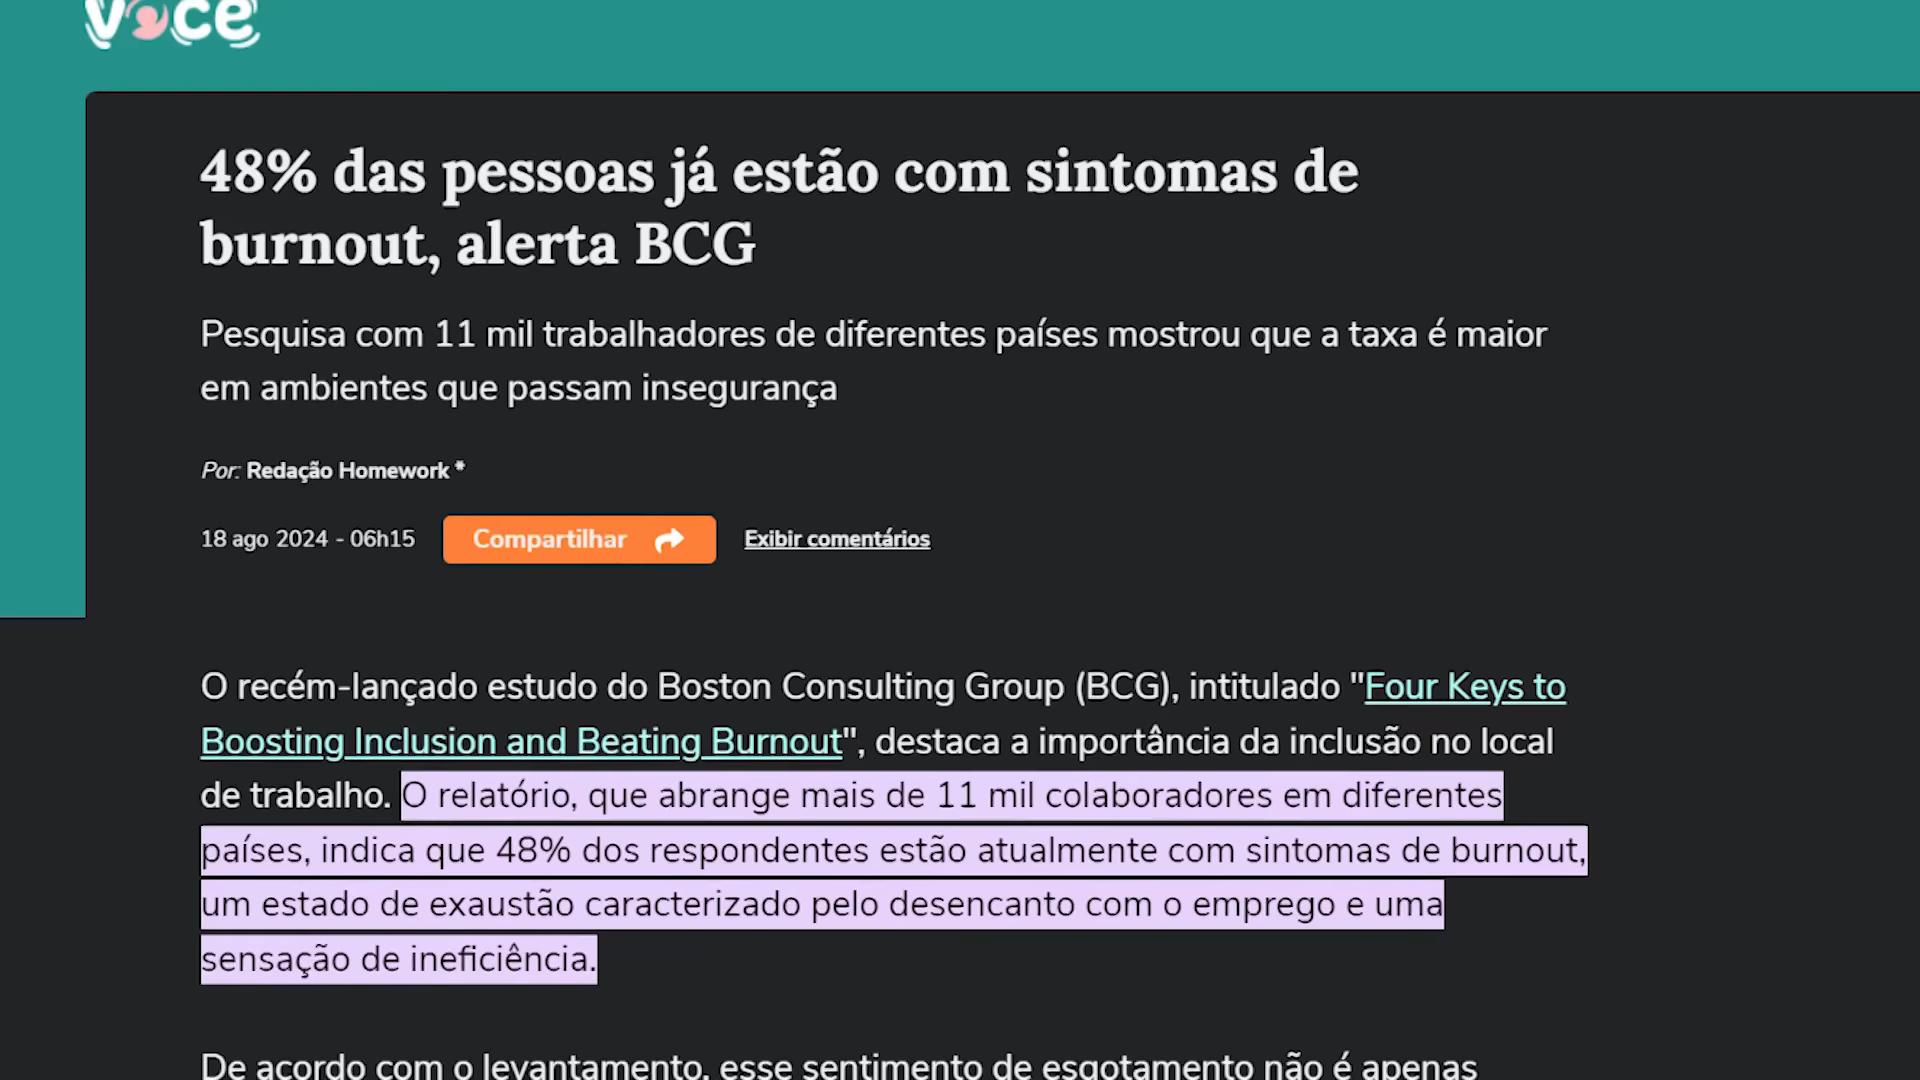 você
48% das pessoas já estão com sintomas de
burnout, alerta BCG
Pesquisa com 11 mil trabalhadores de diferentes países mostrou que a taxa é maior
em ambientes que passam insegurança
Por: Redação Homework *
18 ago 2024 - 06h15 Compartilhar Exibir comentários
O recém-lançado estudo do Boston Consulting Group (BCG), intitulado "Four Keys to
Boosting Inclusion and Beating Burnout", destaca a importância da inclusão no local
de trabalho. O relatório, que abrange mais de 11 mil colaboradores em diferentes
países, indica que 48% dos respondentes estão atualmente com sintomas de burnout,
um estado de exaustão caracterizado pelo desencanto com o emprego e uma
sensação de ineficiência.
De acordo com o levantamento, esse sentimento de esgotamento não é apenas